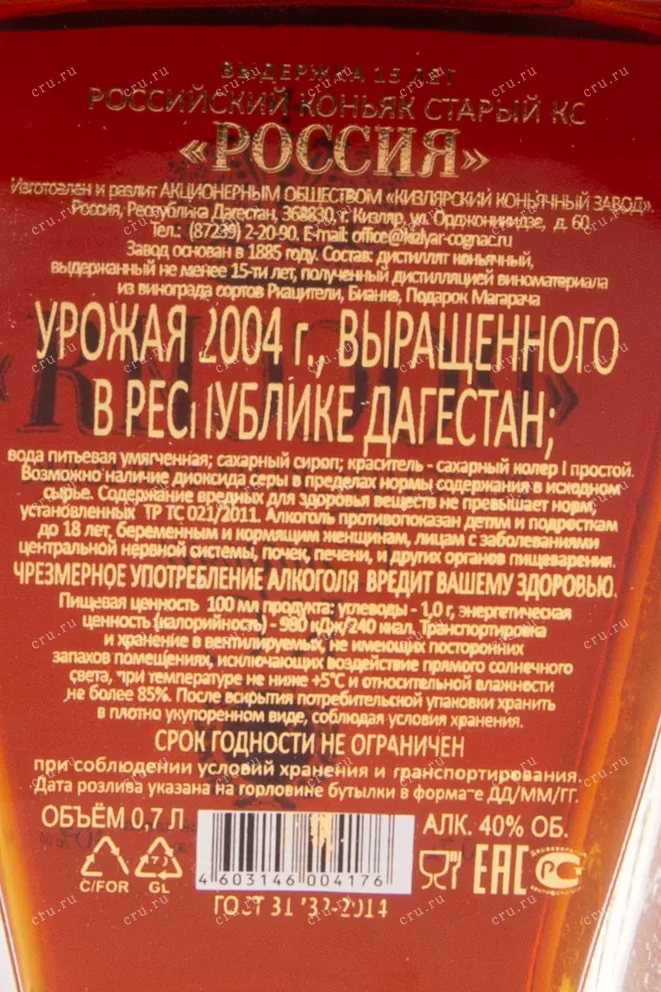 ВЫДЕРЖКА 15 ЛЕТ
РОССИЙСКИЙ КОНЬЯК СТАРЫЙ КС
«РОССИЯ»
Изготовлен и разлит АКЦИОНЕРНЫМ ОБЩЕСТВОМ «КИЗЛЯРСКИЙ КОНЬЯЧНЫЙ ЗАВОД».
Россия, Республика Дагестан, 368830, г. Кизляр, ул. Орджоникидзе, д. 60.
Тел.: (87239) 2-20-90. E-mail: office@kizlyar-cognac.ru
Завод основан в 1885 году. Состав: дистиллят коньячный,
выдержанный не менее 15-ти лет, полученный дистилляцией виноматериала
из винограда сортов Ркацители, Бианка, Подарок Магарача
УРОЖАЯ 2004 г., ВЫРАЩЕННОГО
В РЕСПУБЛИКЕ ДАГЕСТАН;
вода питьевая умягченная; сахарный сироп; краситель - сахарный колер I простой.
Возможно наличие диоксида серы в пределах нормы содержания в исходном
сырье. Содержание вредных для здоровья веществ не превышает норм,
установленных ТР ТС 021/2011. Алкоголь противопоказан детям и подросткам
до 18 лет, беременным и кормящим женщинам, лицам с заболеваниями
центральной нервной системы, почек, печени, и других органов пищеварения.
ЧРЕЗМЕРНОЕ УПОТРЕБЛЕНИЕ АЛКОГОЛЯ ВРЕДИТ ВАШЕМУ ЗДОРОВЬЮ.
Пищевая ценность 100 мл продукта: углеводы - 1,0 г, энергетическая
ценность (калорийность) - 980 кДж/240 ккал. Транспортировка
и хранение в вентилируемых, не имеющих посторонних
запахов помещениях, исключающих воздействие прямого солнечного
света, при температуре не ниже +5°С и относительной влажности
не более 85%. После вскрытия потребительской упаковки хранить
в плотно укупоренном виде, соблюдая условия хранения.
СРОК ГОДНОСТИ НЕ ОГРАНИЧЕН
при соблюдении условий хранения и транспортирования.
Дата розлива указана на горловине бутылки в формате ДД/ММ/ГГ.
ОБЪЁМ 0,7 Л
АЛК. 40% ОБ.
C/FOR
GL
4 603146 004176
EAC
ГОСТ 31732-2014
cru.ru